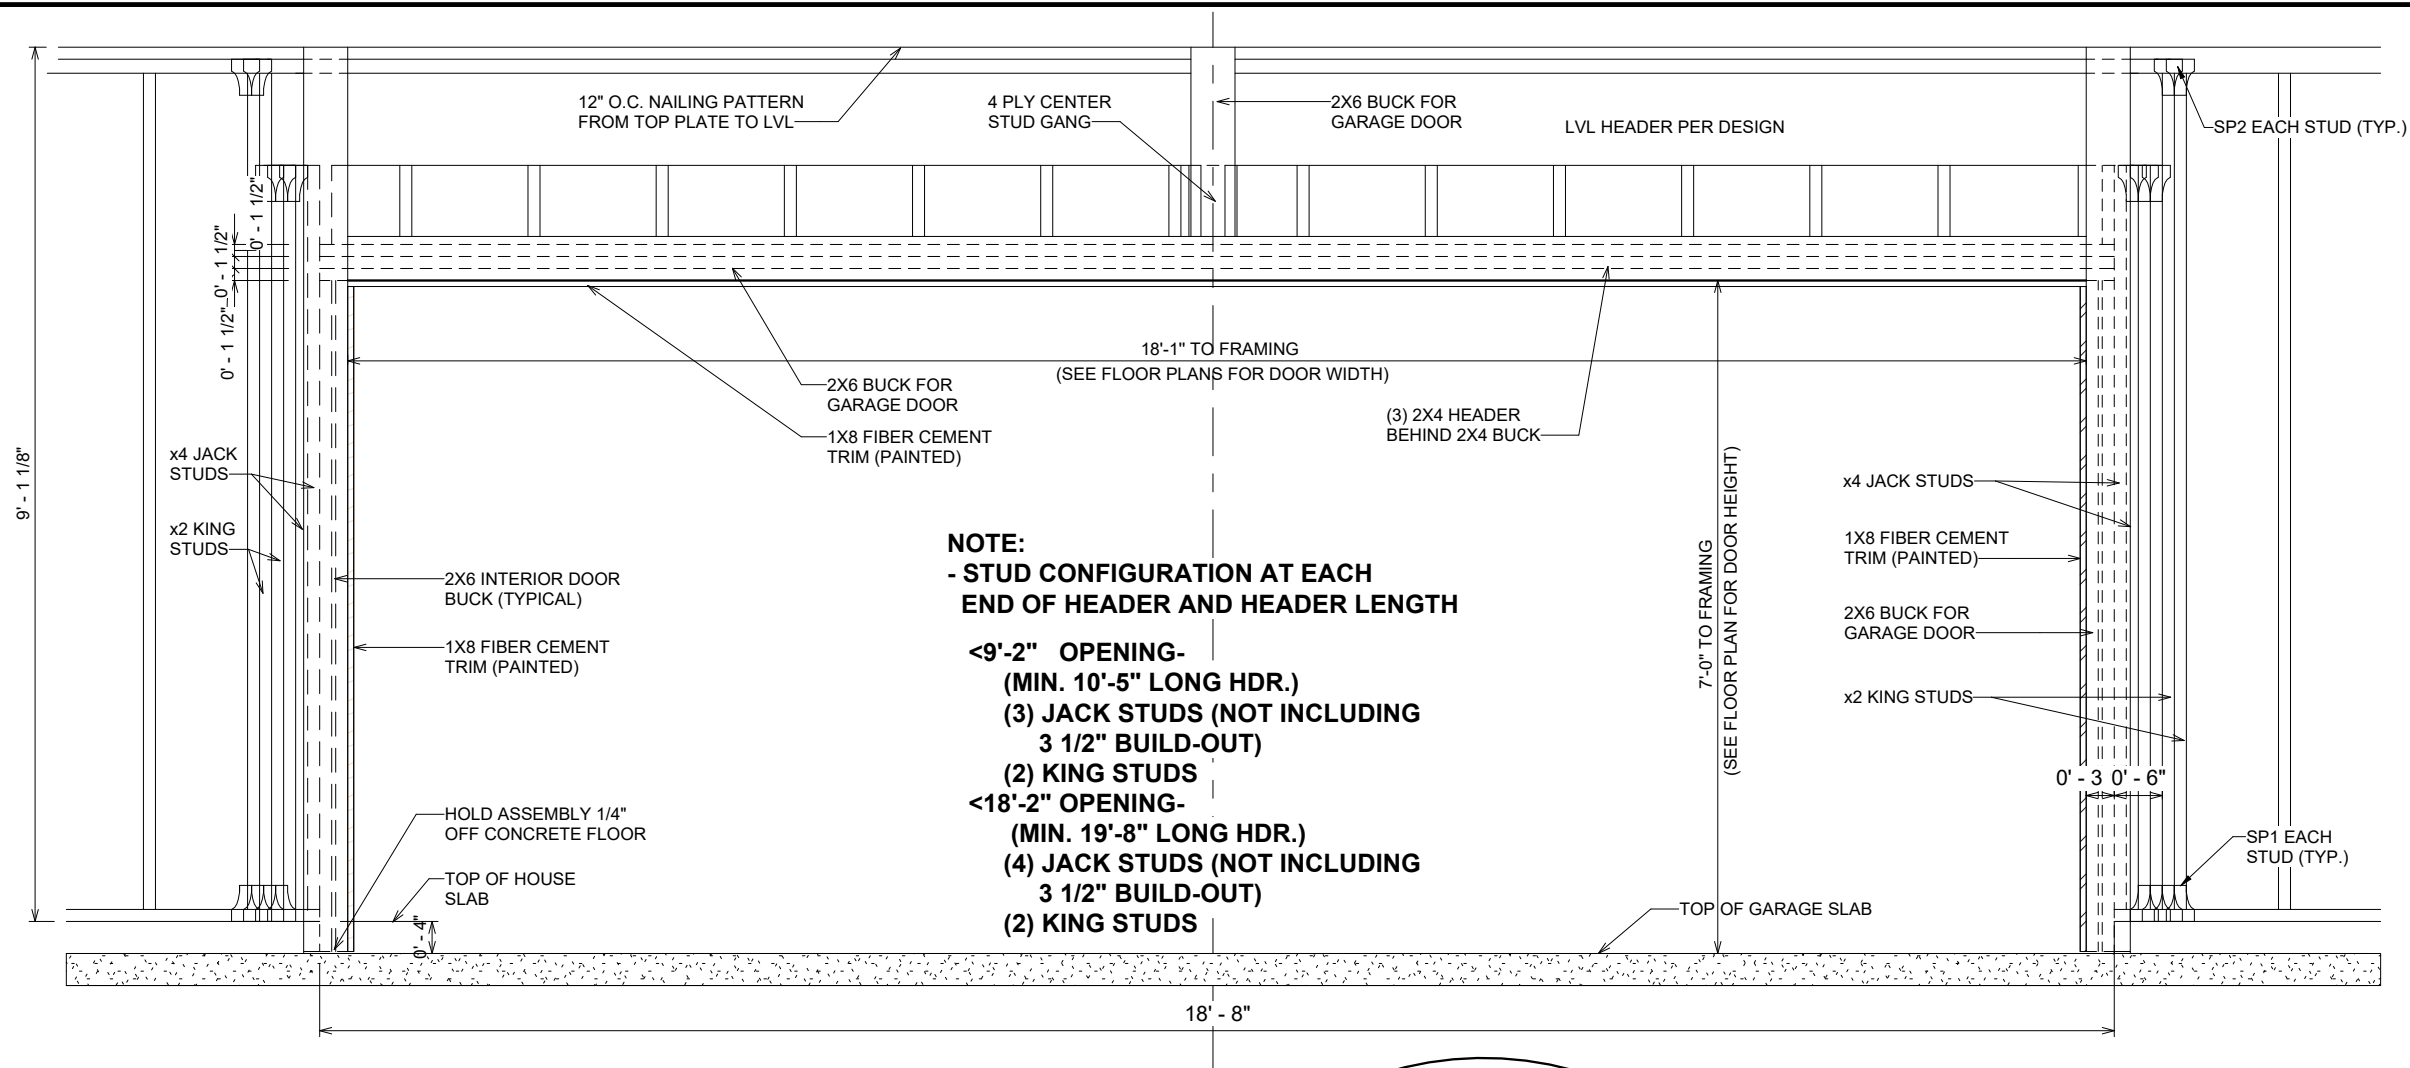 12" O.C. NAILING PATTERN
FROM TOP PLATE TO LVL
4 PLY CENTER
STUD GANG
2X6 BUCK FOR
GARAGE DOOR
LVL HEADER PER DESIGN
SP2 EACH STUD (TYP.)
0' - 1 1/2"
0' - 1 1/2"
0' - 1 1/2"
9' - 1 1/8"
18'-1" TO FRAMING
(SEE FLOOR PLANS FOR DOOR WIDTH)
2X6 BUCK FOR
GARAGE DOOR
1X8 FIBER CEMENT
TRIM (PAINTED)
(3) 2X4 HEADER
BEHIND 2X4 BUCK
x4 JACK
STUDS
x2 KING
STUDS
2X6 INTERIOR DOOR
BUCK (TYPICAL)
1X8 FIBER CEMENT
TRIM (PAINTED)
HOLD ASSEMBLY 1/4"
OFF CONCRETE FLOOR
TOP OF HOUSE
SLAB
0' - 4"
NOTE:
- STUD CONFIGURATION AT EACH
END OF HEADER AND HEADER LENGTH
<9'-2" OPENING-
(MIN. 10'-5" LONG HDR.)
(3) JACK STUDS (NOT INCLUDING
3 1/2" BUILD-OUT)
(2) KING STUDS
<18'-2" OPENING-
(MIN. 19'-8" LONG HDR.)
(4) JACK STUDS (NOT INCLUDING
3 1/2" BUILD-OUT)
(2) KING STUDS
7'-0" TO FRAMING
(SEE FLOOR PLAN FOR DOOR HEIGHT)
x4 JACK STUDS
1X8 FIBER CEMENT
TRIM (PAINTED)
2X6 BUCK FOR
GARAGE DOOR
x2 KING STUDS
0' - 3 0' - 6"
SP1 EACH
STUD (TYP.)
TOP OF GARAGE SLAB
18' - 8"